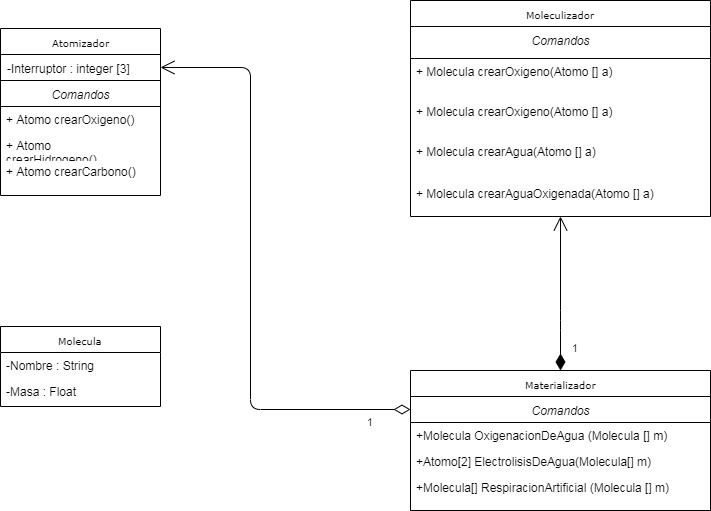 Atomizador
-Interruptor : integer [3]
Comandos
+ Atomo crearOxigeno()
+ Atomo
crearHidrogeno()
+ Atomo crearCarbono()
Moleculizador
Comandos
+ Molecula crearOxigeno(Atomo [] a)
+ Molecula crearOxigeno(Atomo [] a)
+ Molecula crearAgua(Atomo [] a)
+ Molecula crearAguaOxigenada(Atomo [] a)
Molecula
-Nombre : String
-Masa : Float
1
1
Materializador
Comandos
+Molecula OxigenacionDeAgua (Molecula [] m)
+Atomo[2] ElectrolisisDeAgua(Molecula[] m)
+Molecula[] RespiracionArtificial (Molecula [] m)